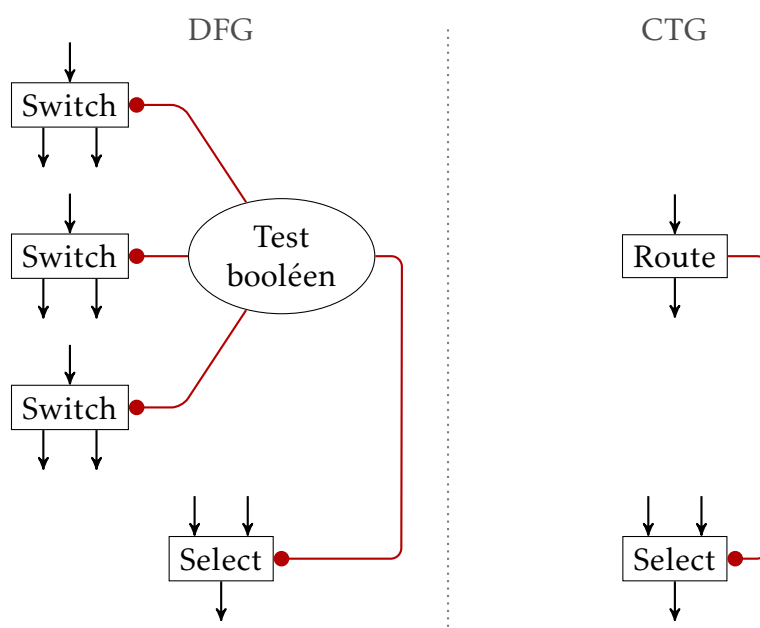 DFG
CTG
Switch
Switch
Test
booléen
Route
Switch
Select
Select